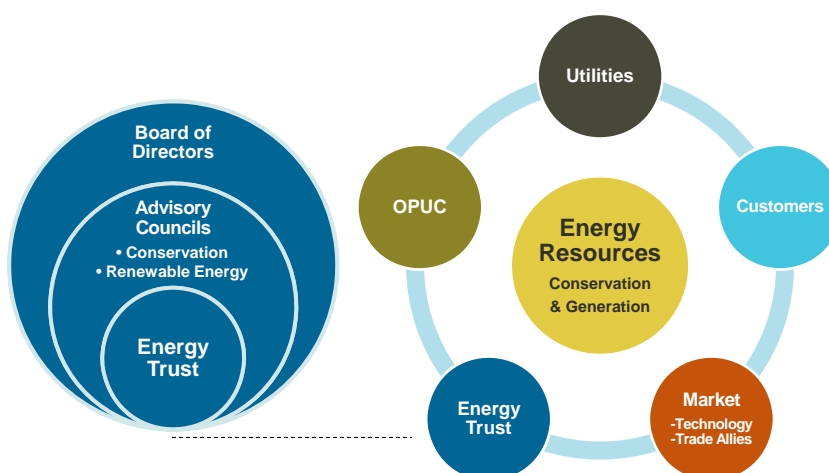 Board of
Directors
Advisory
Councils
• Conservation
• Renewable Energy
Energy
Trust
Utilities
OPUC
Customers
Energy
Resources
Conservation
& Generation
Energy
Trust
Market
-Technology
-Trade Allies